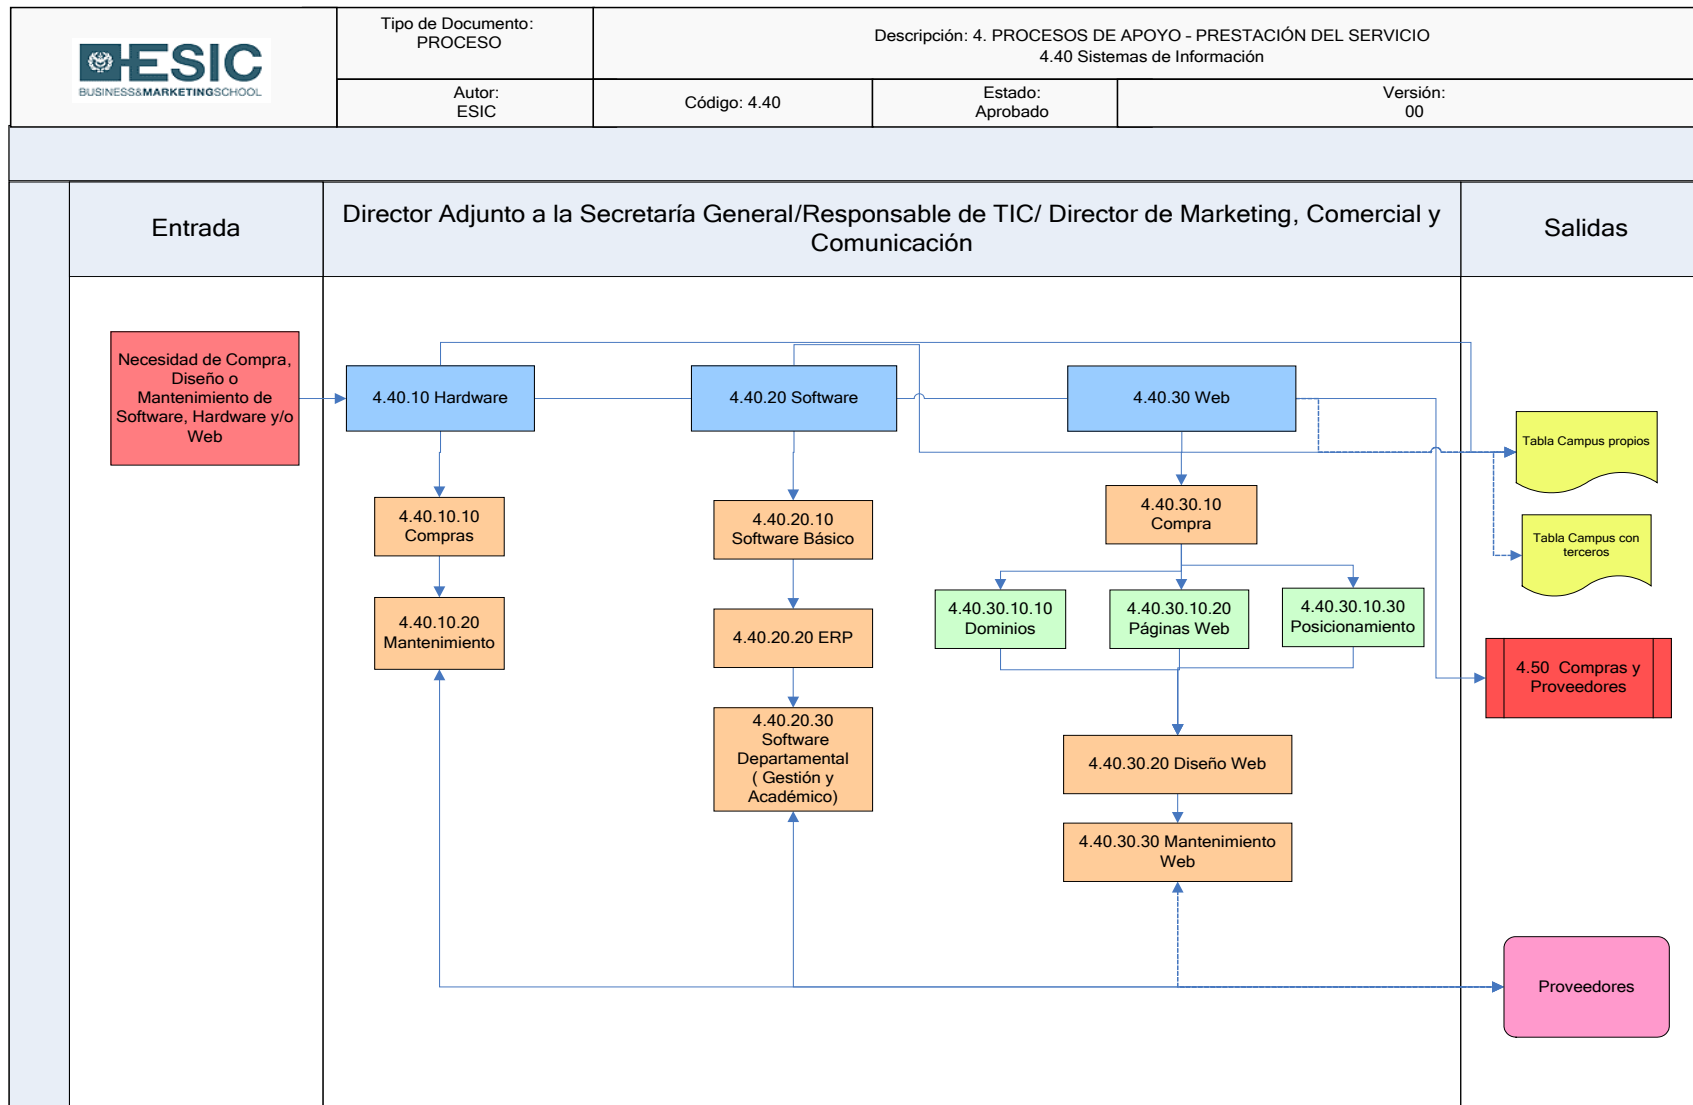 ESIC
BUSINESS&MARKETINGSCHOOL
Tipo de Documento:
PROCESO
Descripción: 4. PROCESOS DE APOYO - PRESTACIÓN DEL SERVICIO
4.40 Sistemas de Información
Autor:
ESIC
Código: 4.40
Estado:
Aprobado
Versión:
00
Entrada
Director Adjunto a la Secretaría General/Responsable de TIC/ Director de Marketing, Comercial y
Comunicación
Salidas
Necesidad de Compra,
Diseño o
Mantenimiento de
Software, Hardware y/o
Web
4.40.10 Hardware
4.40.20 Software
4.40.30 Web
Tabla Campus propios
4.40.10.10
Compras
4.40.20.10
Software Básico
4.40.30.10
Compra
Tabla Campus con
terceros
4.40.10.20
Mantenimiento
4.40.20.20 ERP
4.40.30.10.10
Dominios
4.40.30.10.20
Páginas Web
4.40.30.10.30
Posicionamiento
4.50  Compras y
Proveedores
4.40.20.30
Software
Departamental
( Gestión y
Académico)
4.40.30.20 Diseño Web
4.40.30.30 Mantenimiento
Web
Proveedores